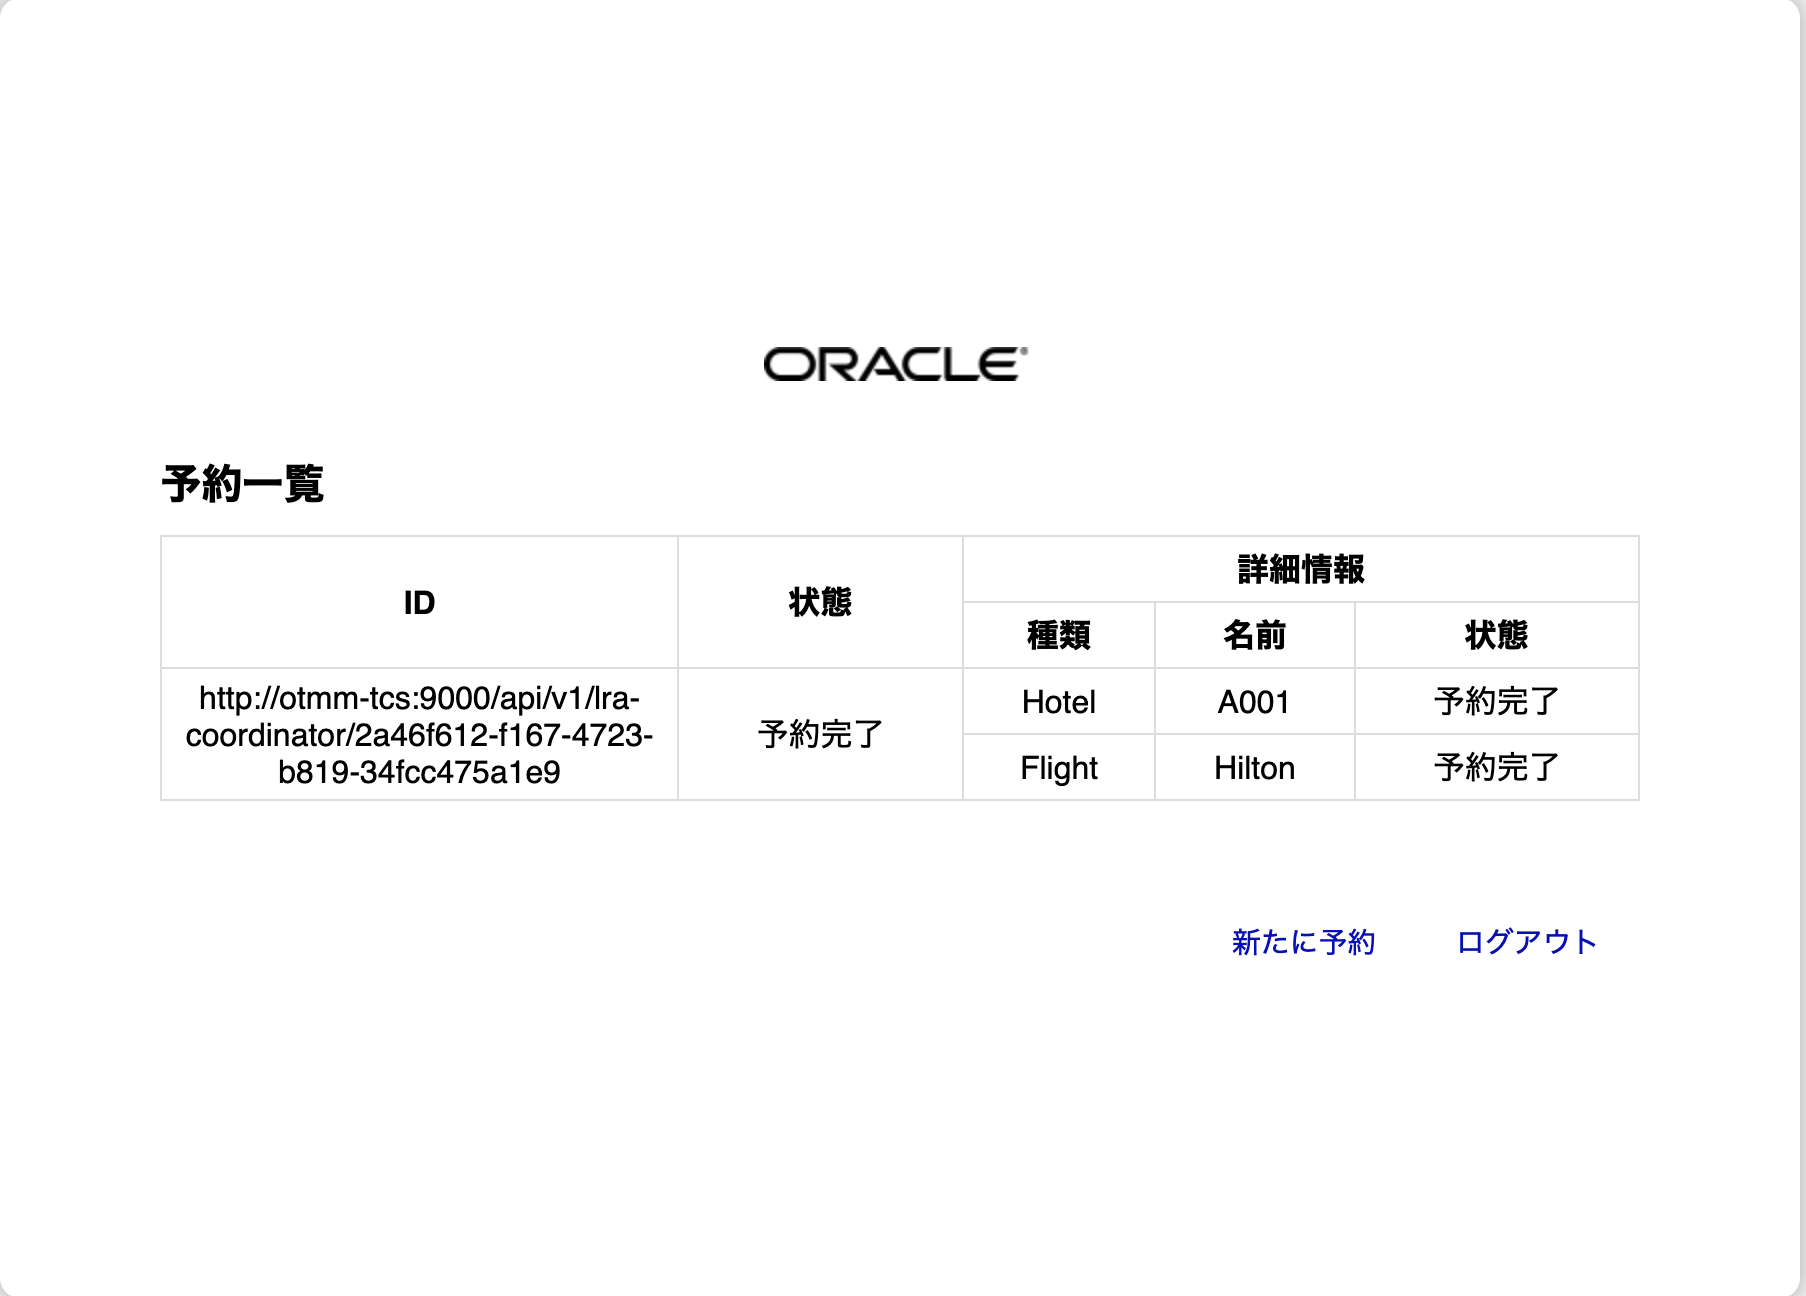 ORACLE
予約一覧
ID
状態
詳細情報
種類
名前
状態
http://otmm-tcs:9000/api/v1/lra-
coordinator/2a46f612-f167-4723-
b819-34fcc475a1e9
予約完了
Hotel
A001
予約完了
Flight
Hilton
予約完了
新たに予約
ログアウト